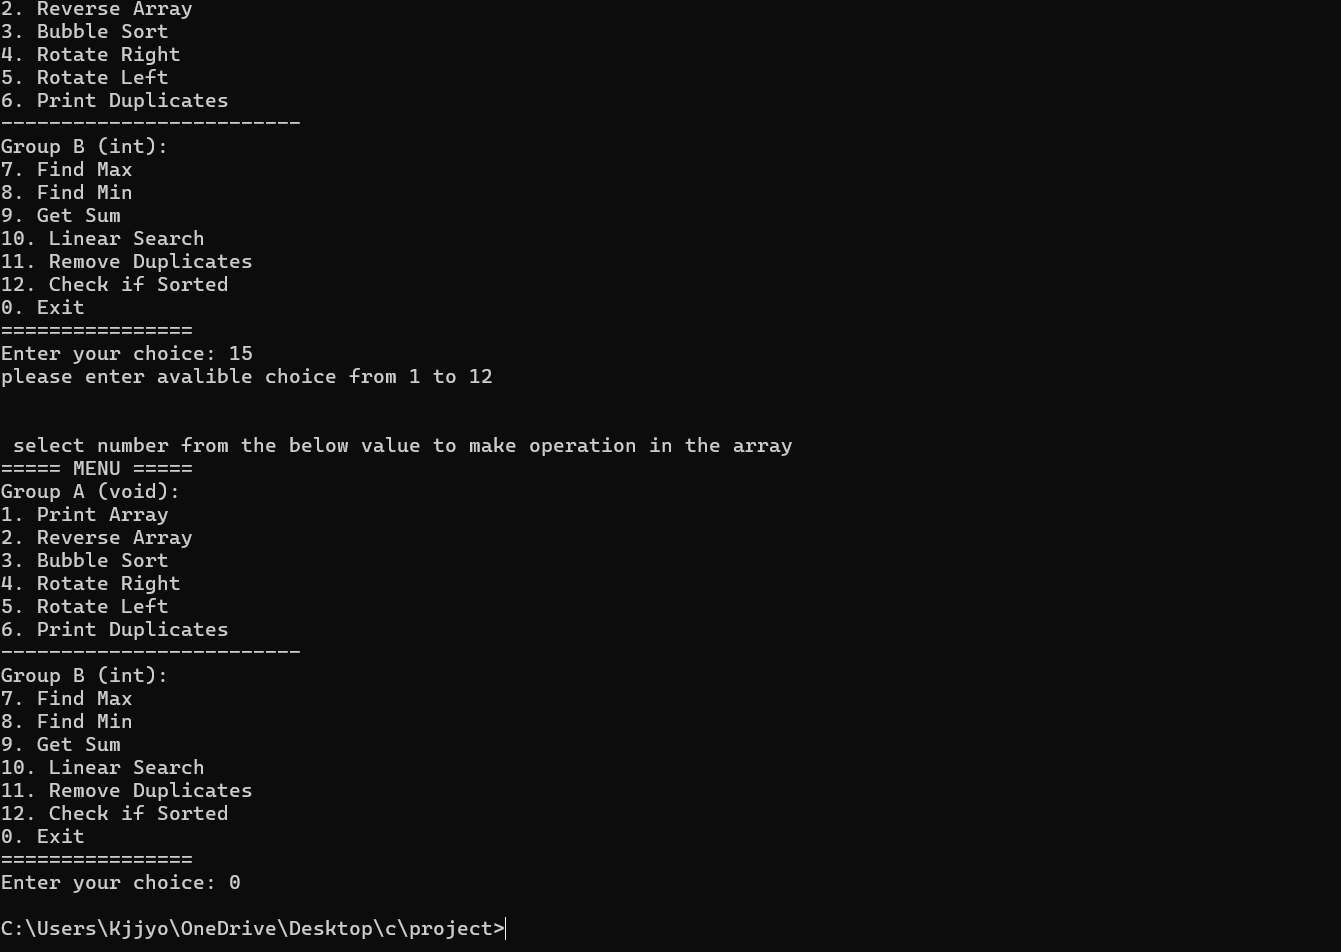 2. Reverse Array
3. Bubble Sort
4. Rotate Right
5. Rotate Left
6. Print Duplicates
-------------------------
Group B (int):
7. Find Max
8. Find Min
9. Get Sum
10. Linear Search
11. Remove Duplicates
12. Check if Sorted
0. Exit
================
Enter your choice: 15
please enter avalible choice from 1 to 12
select number from the below value to make operation in the array
===== MENU =====
Group A (void):
1. Print Array
2. Reverse Array
3. Bubble Sort
4. Rotate Right
5. Rotate Left
6. Print Duplicates
-------------------------
Group B (int):
7. Find Max
8. Find Min
9. Get Sum
10. Linear Search
11. Remove Duplicates
12. Check if Sorted
0. Exit
================
Enter your choice: 0
C:\Users\Kjjyo\OneDrive\Desktop\c\project>